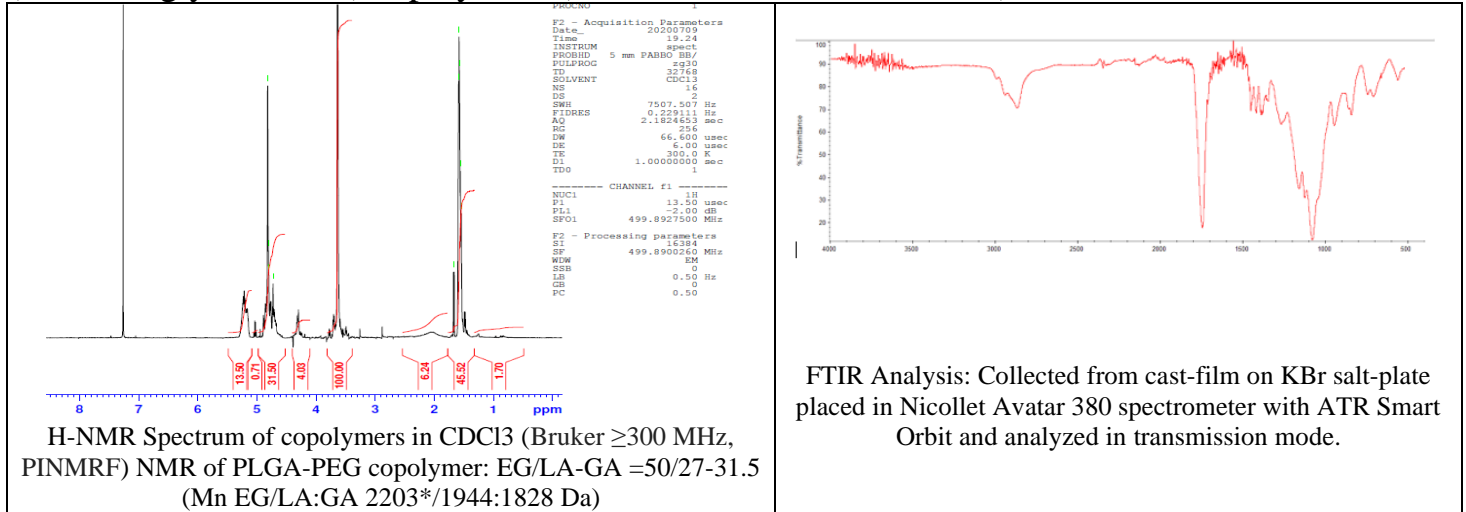 PROCNO 1
F2 - Acquisition Parameters
Date_ 20200709
Time 19.24
INSTRUM spect
PROBHD 5 mm PABBO BB/
PULPROG zg30
TD 32768
SOLVENT CDCl3
NS 16
DS 2
SWH 7507.507 Hz
FIDRES 0.229111 Hz
AQ 2.1824653 sec
RG 256
DW 66.600 usec
DE 6.00 usec
TE 300.0 K
D1 1.00000000 sec
TD0 1
======== CHANNEL f1 ========
NUC1 1H
P1 13.50 usec
PL1 -2.00 dB
SFO1 499.8927500 MHz
F2 - Processing parameters
SI 16384
SF 499.8900260 MHz
WDW EM
SSB 0
LB 0.50 Hz
GB 0
PC 0.50
13.50 0.71 31.50 4.03 100.00 6.24 45.52 1.70
8 7 6 5 4 3 2 1 ppm
H-NMR Spectrum of copolymers in CDCl3 (Bruker ≥300 MHz,
PINMRF) NMR of PLGA-PEG copolymer: EG/LA-GA =50/27-31.5
(Mn EG/LA:GA 2203*/1944:1828 Da)
100
90
80
70
60
50
40
30
20
%Transmittance
4000 3500 3000 2500 2000 1500 1000 500
FTIR Analysis: Collected from cast-film on KBr salt-plate
placed in Nicollet Avatar 380 spectrometer with ATR Smart
Orbit and analyzed in transmission mode.